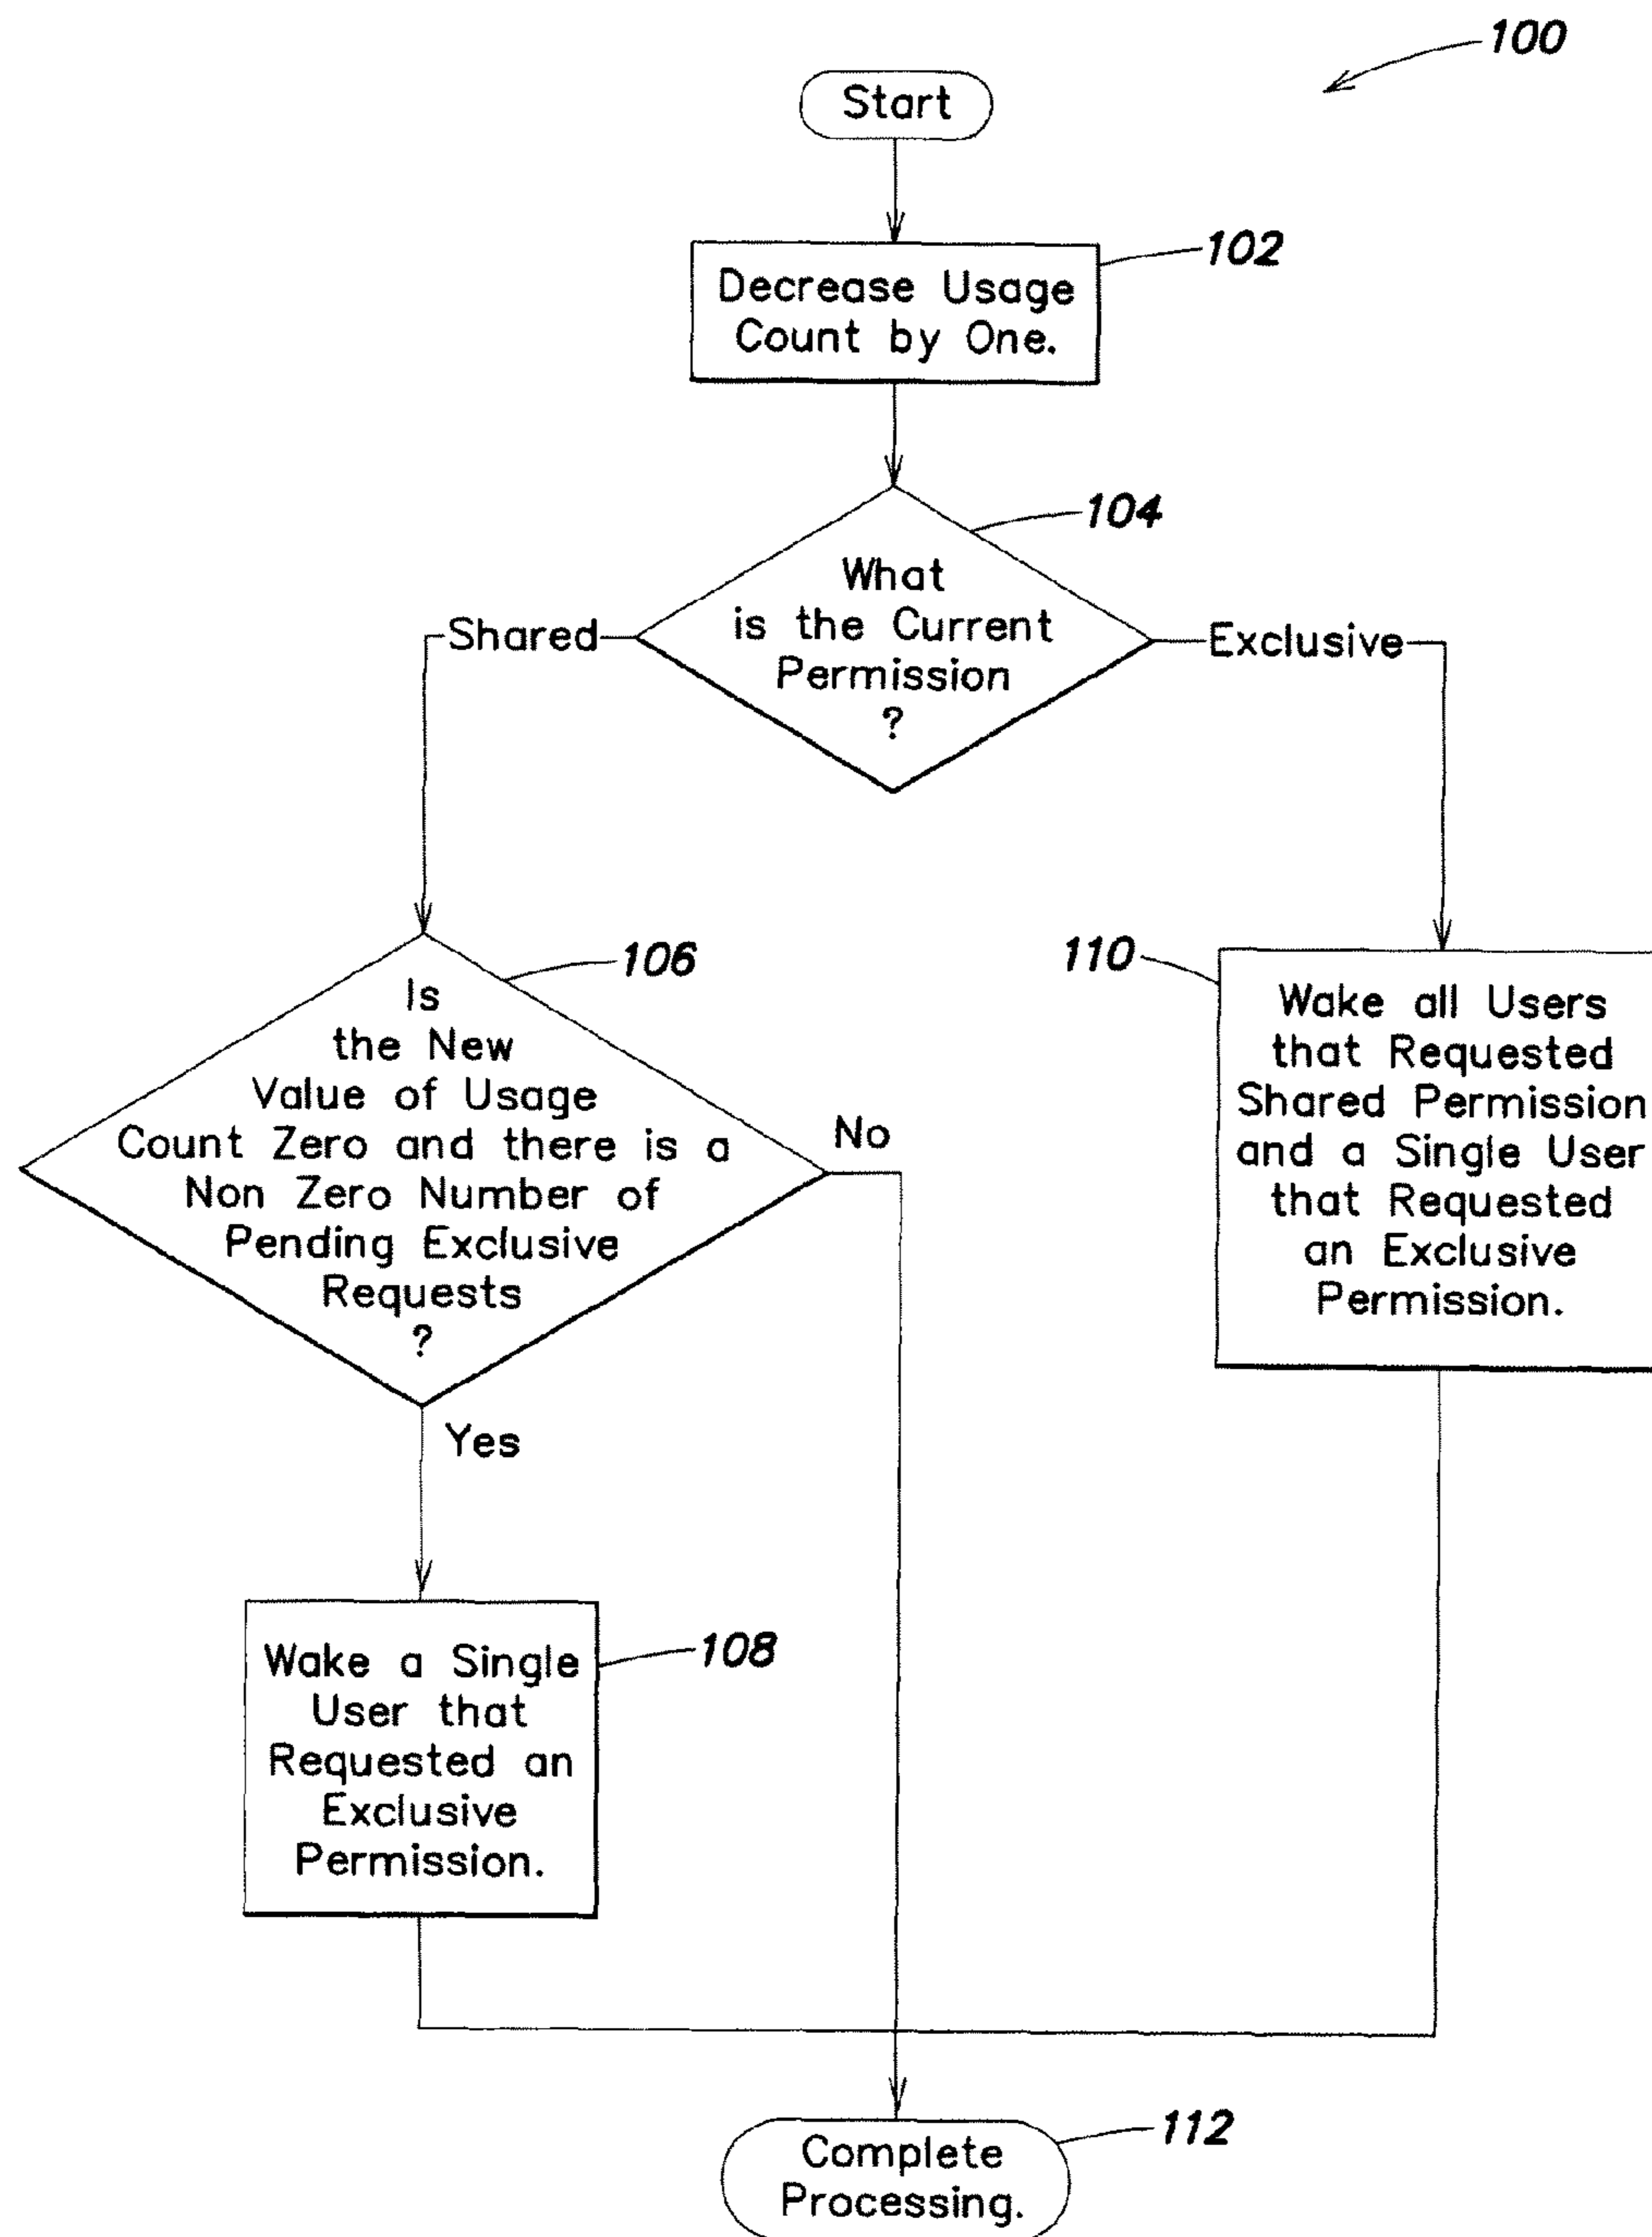 100
Start
102
Decrease Usage
Count by One.
104
What
is the Current
Permission
?
Shared
Exclusive
106
Is
the New
Value of Usage
Count Zero and there is a
Non Zero Number of
Pending Exclusive
Requests
?
No
Yes
110
Wake all Users
that Requested
Shared Permission
and a Single User
that Requested
an Exclusive
Permission.
108
Wake a Single
User that
Requested an
Exclusive
Permission.
112
Complete
Processing.